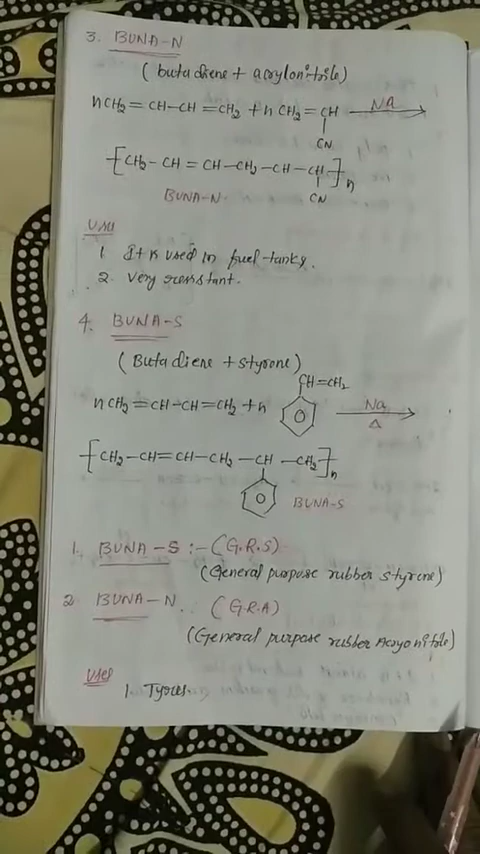 3. BUNA-N
(butadiene + acrylonitrile)
nCH₂=CH-CH=CH₂ + n CH₂=CH Na
CN
[CH₂-CH=CH-CH₂-CH-CH]n
CN
BUNA-N.
Uses
1. It is used in fuel-tanks.
2. Very resistant.
4. BUNA-S
(Butadiene + styrene)
CH=CH₂
nCH₂=CH-CH=CH₂ + n Na
Δ
[CH₂-CH=CH-CH₂-CH-CH₂]n
BUNA-S
1. BUNA-S :- (G.R.S)
(General purpose rubber styrene)
2. BUNA-N : (G.R.A)
(General purpose rubber Acryonitrile)
Uses
1. Tyres.